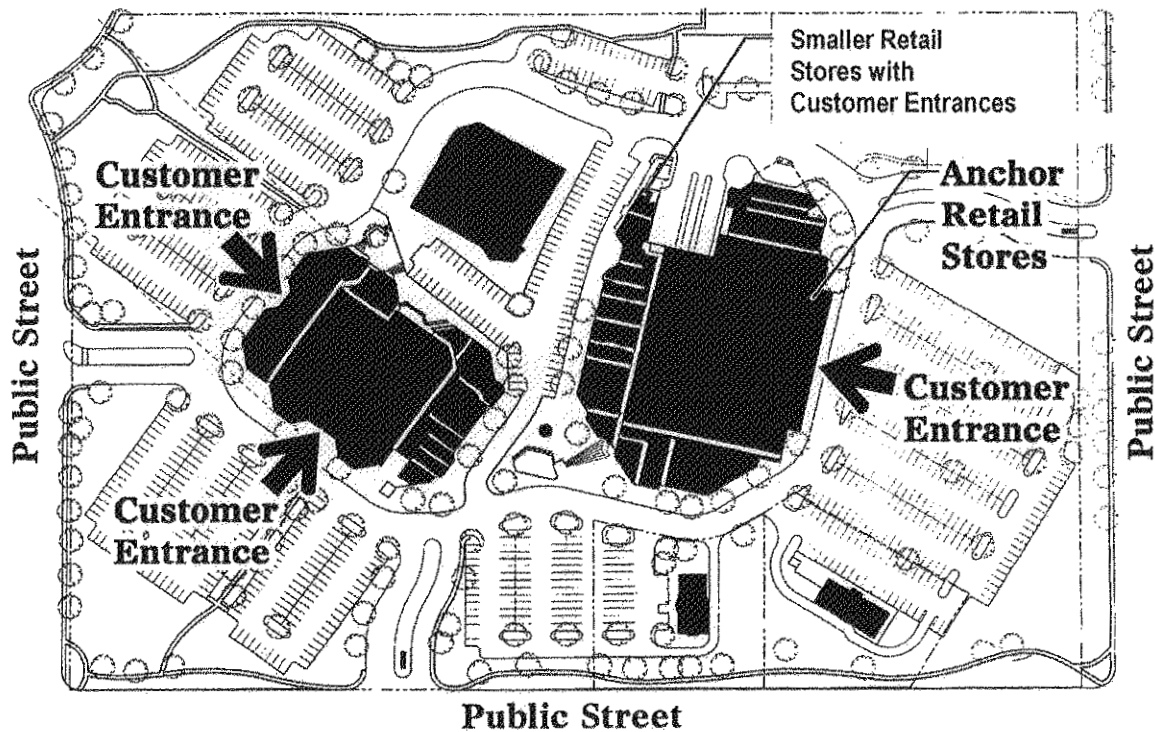 Smaller Retail
Stores with
Customer Entrances
Customer
Entrance
Anchor
Retail
Stores
Public Street
Public Street
Customer
Entrance
Customer
Entrance
Public Street